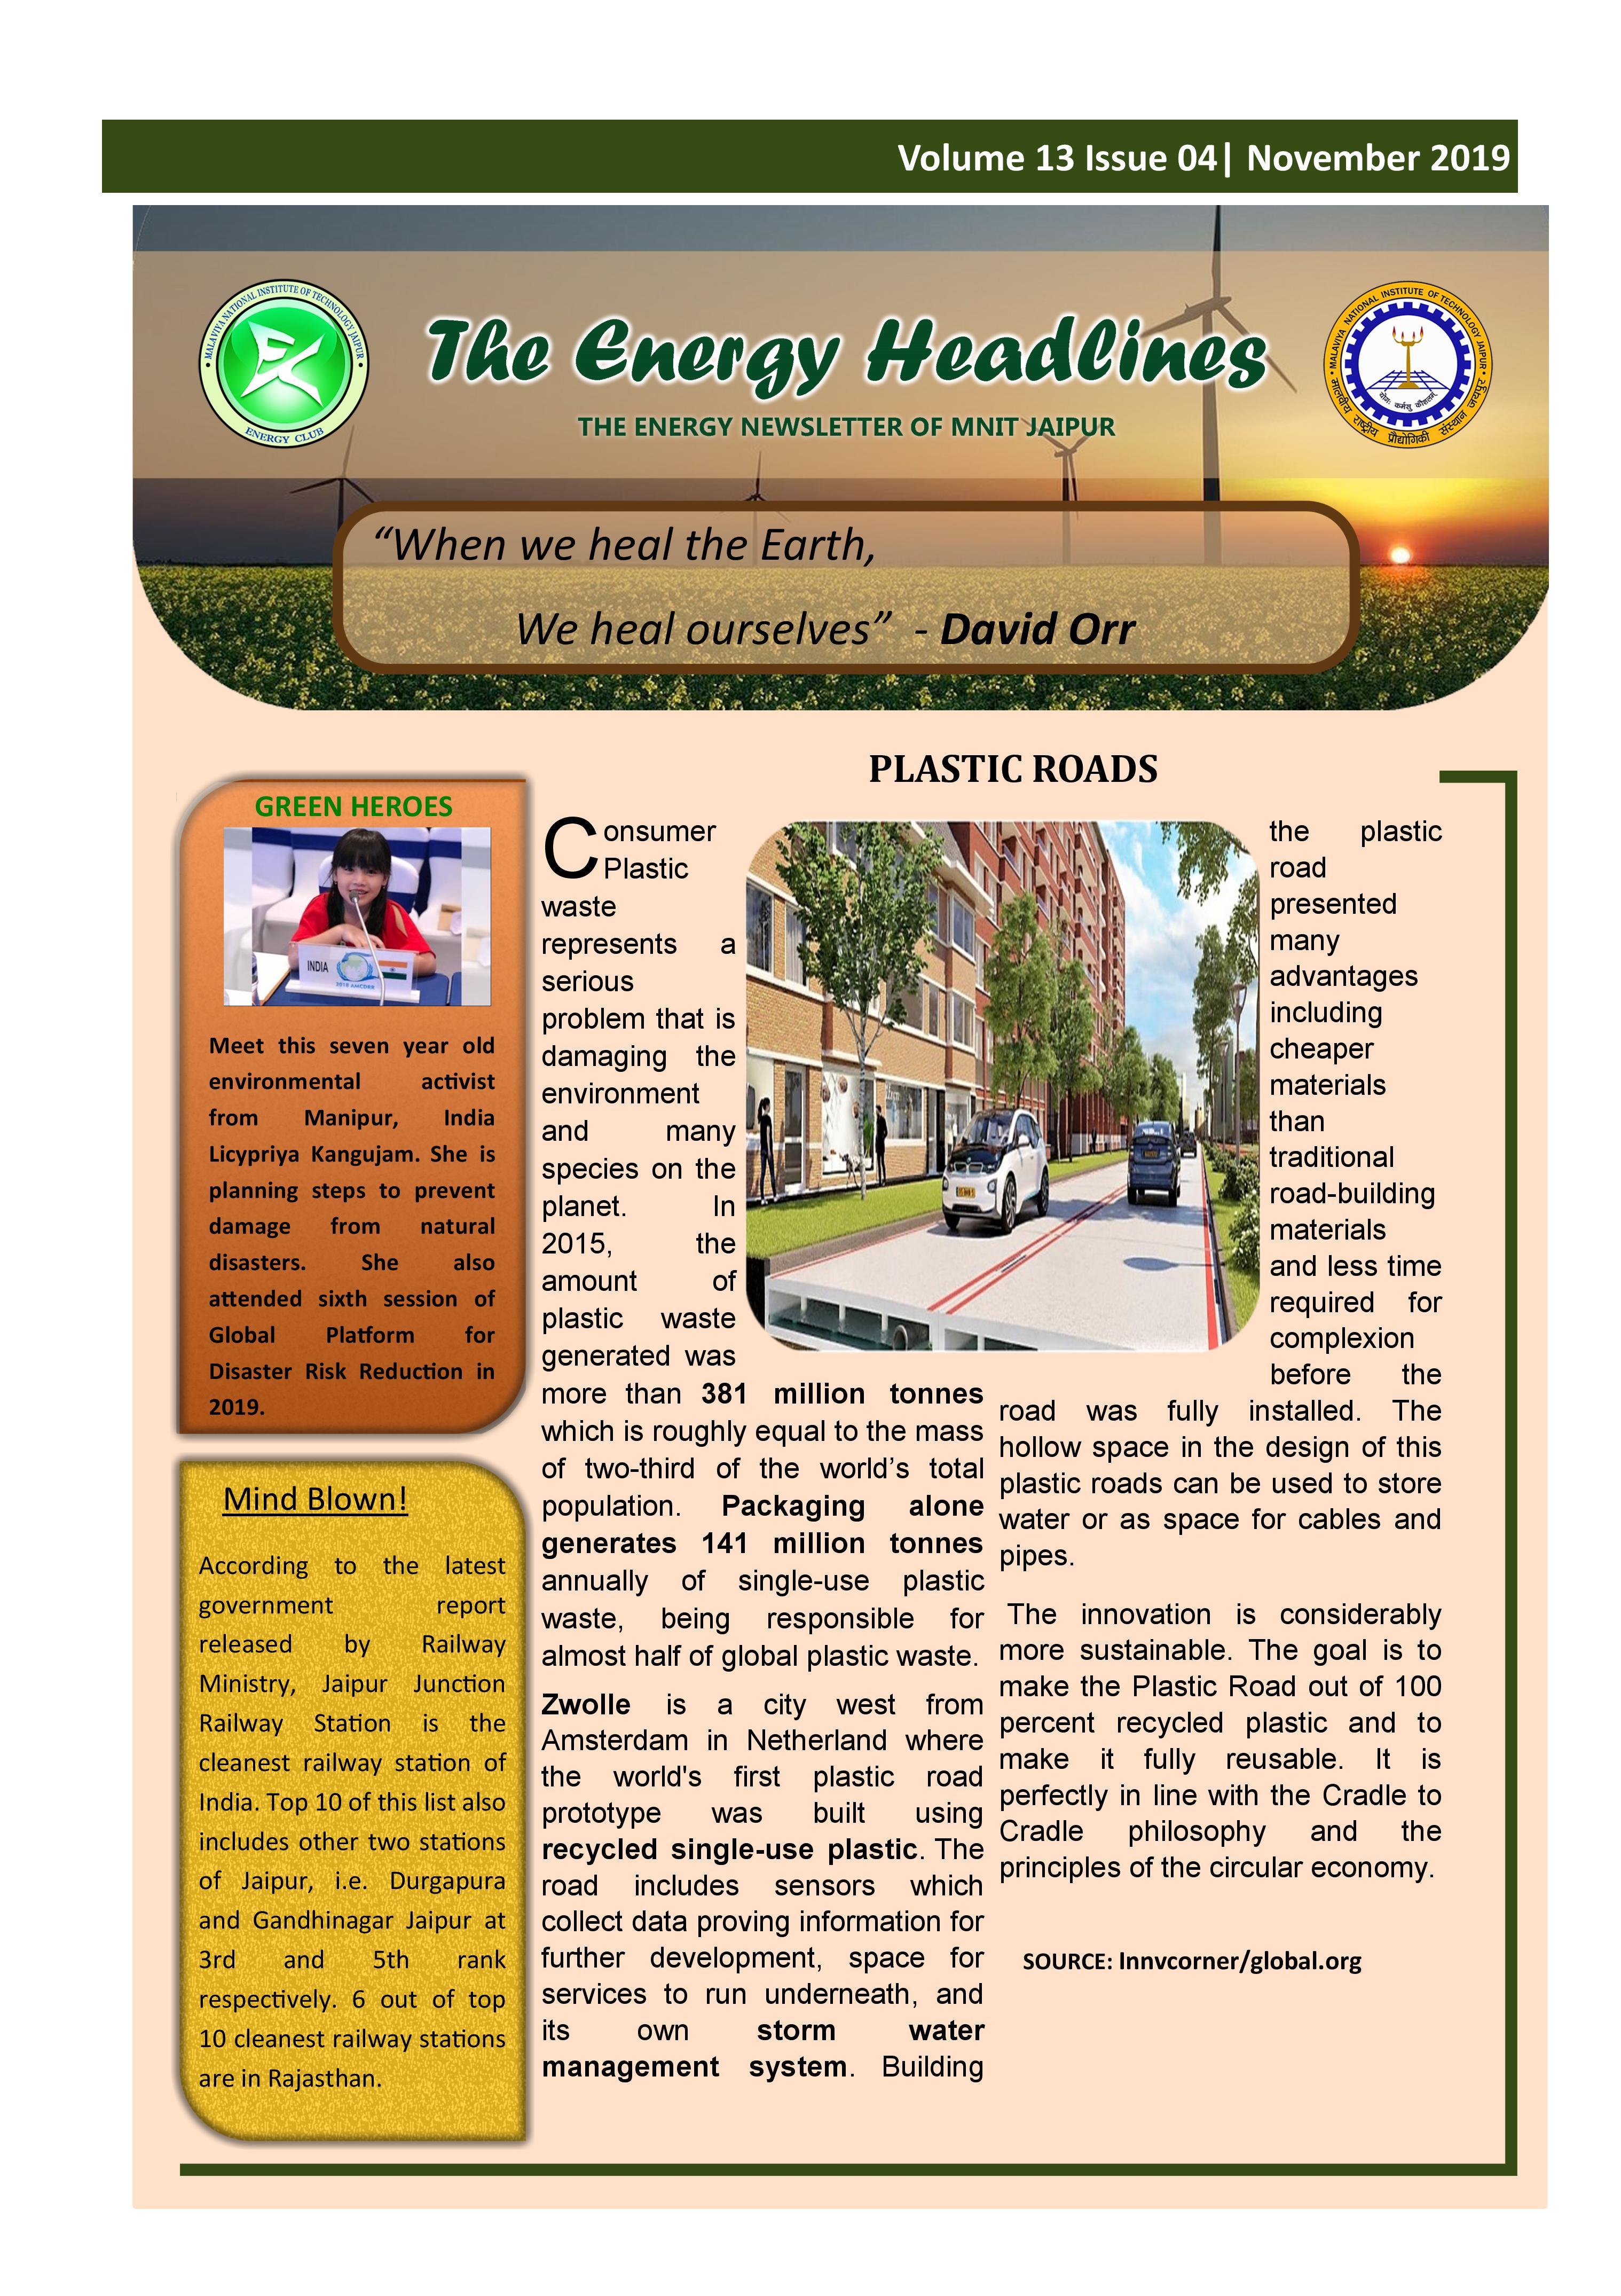 Volume 13 Issue 04| November 2019
MALAVIYA NATIONAL INSTITUTE OF TECHNOLOGY JAIPUR
ENERGY CLUB
The Energy Headlines
THE ENERGY NEWSLETTER OF MNIT JAIPUR
MALAVIYA NATIONAL INSTITUTE OF TECHNOLOGY JAIPUR
मालवीय राष्ट्रीय प्रौद्योगिकी संस्थान जयपुर
“When we heal the Earth,
We heal ourselves” - David Orr
GREEN HEROES
INDIA
Meet this seven year old
environmental activist
from Manipur, India
Licypriya Kangujam. She is
planning steps to prevent
damage from natural
disasters. She also
attended sixth session of
Global Platform for
Disaster Risk Reduction in
2019.
Mind Blown!
According to the latest
government report
released by Railway
Ministry, Jaipur Junction
Railway Station is the
cleanest railway station of
India. Top 10 of this list also
includes other two stations
of Jaipur, i.e. Durgapura
and Gandhinagar Jaipur at
3rd and 5th rank
respectively. 6 out of top
10 cleanest railway stations
are in Rajasthan.
PLASTIC ROADS
Consumer
Plastic
waste
represents a
serious
problem that is
damaging the
environment
and many
species on the
planet. In
2015, the
amount of
plastic waste
generated was
more than 381 million tonnes
which is roughly equal to the mass
of two-third of the world’s total
population. Packaging alone
generates 141 million tonnes
annually of single-use plastic
waste, being responsible for
almost half of global plastic waste.
Zwolle is a city west from
Amsterdam in Netherland where
the world's first plastic road
prototype was built using
recycled single-use plastic. The
road includes sensors which
collect data proving information for
further development, space for
services to run underneath, and
its own storm water
management system. Building
the plastic
road
presented
many
advantages
including
cheaper
materials
than
traditional
road-building
materials
and less time
required for
complexion
before the
road was fully installed. The
hollow space in the design of this
plastic roads can be used to store
water or as space for cables and
pipes.
The innovation is considerably
more sustainable. The goal is to
make the Plastic Road out of 100
percent recycled plastic and to
make it fully reusable. It is
perfectly in line with the Cradle to
Cradle philosophy and the
principles of the circular economy.
SOURCE: Innvcorner/global.org